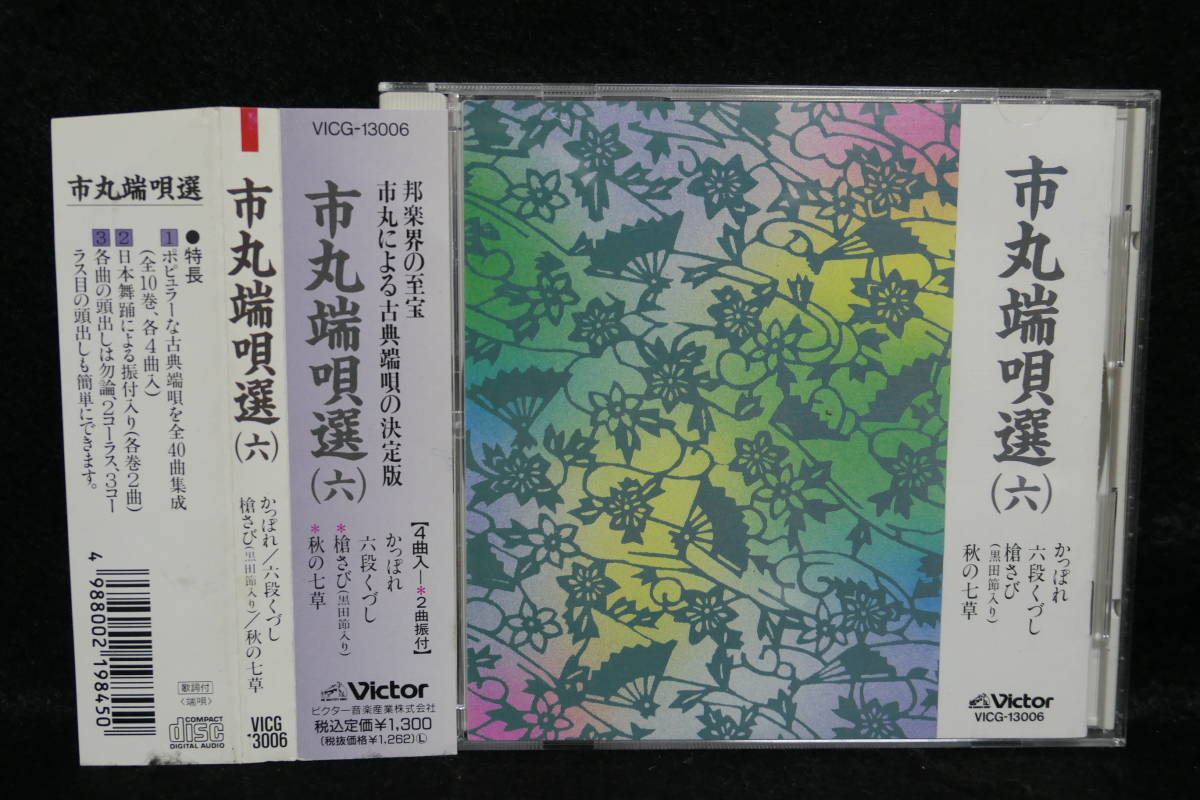 市丸端唄選
●特長
1 ポピュラーな古典端唄を全40曲集成
(全10巻、各4曲入)
2 日本舞踊による振付入り(各巻2曲)
3 各曲の頭出しは勿論、2コーラス、3コー
ラス目の頭出しも簡単にできます。
4 988002 198450
市丸端唄選(六)
かっぽれ/六段くづし
槍さび(黒田節入り)/秋の七草
歌詞付
〈端唄〉
COMPACT
disc
DIGITAL AUDIO
VICG
-13006
VICG-13006
邦楽界の至宝
市丸による古典端唄の決定版
市丸端唄選(六)
【4曲入—*2曲振付】
かっぽれ
六段くづし
*槍さび(黒田節入り)
*秋の七草
Victor
ビクター音楽産業株式会社
税込定価¥1,300
(税抜価格¥1,262)Ⓛ
市丸端唄選(六)
かっぽれ
六段くづし
槍さび
(黒田節入り)
秋の七草
Victor
VICG-13006